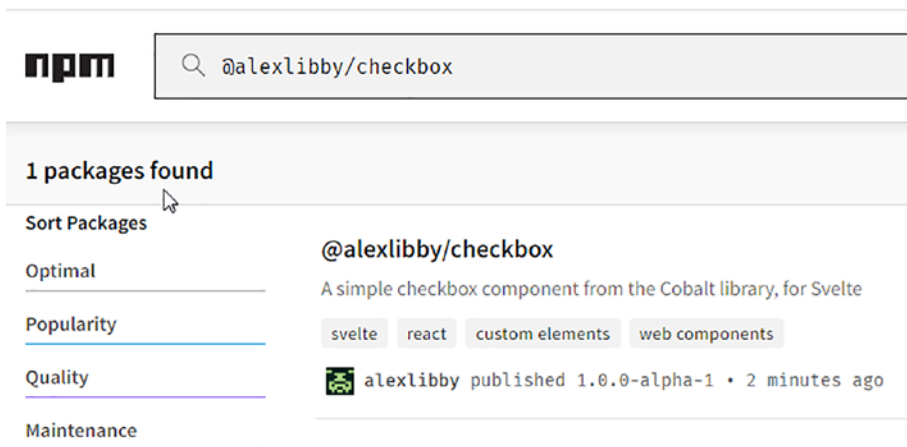 npm
@alexlibby/checkbox
1 packages found
Sort Packages
Optimal
Popularity
Quality
Maintenance
@alexlibby/checkbox
A simple checkbox component from the Cobalt library, for Svelte
svelte react custom elements web components
alexlibby published 1.0.0-alpha-1 • 2 minutes ago